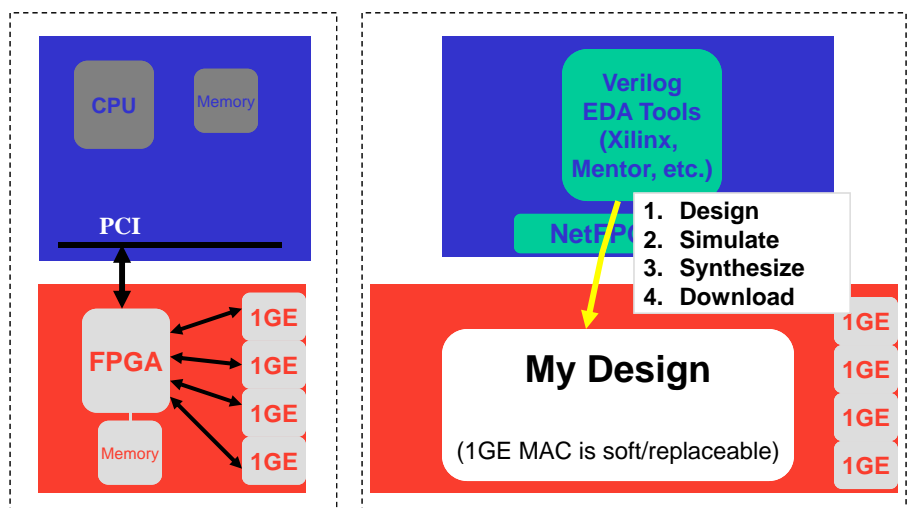 CPU
Memory
PCI
FPGA
Memory
1GE
1GE
1GE
1GE
Verilog
EDA Tools
(Xilinx,
Mentor, etc.)
1. Design
2. Simulate
3. Synthesize
4. Download
My Design
(1GE MAC is soft/replaceable)
1GE
1GE
1GE
1GE